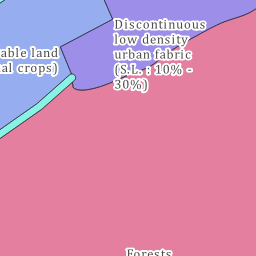 Discontinuous
low density
urban fabric
(S.L. : 10% -
30%)
able land
al crops)
Forests